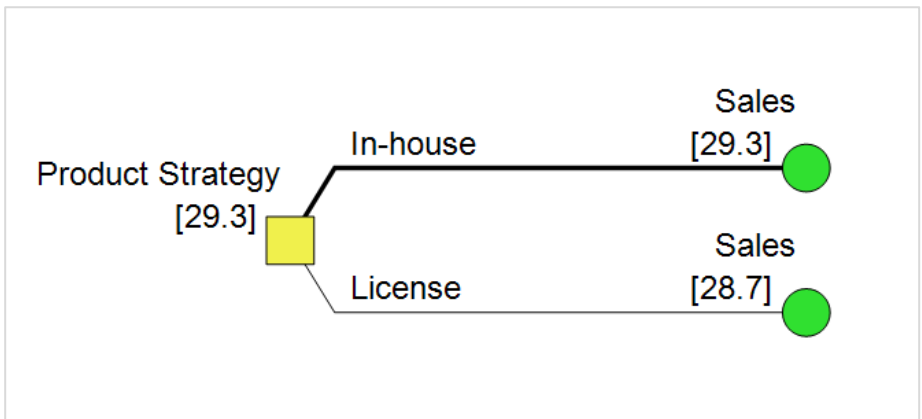 Sales
In-house [29.3]
Product Strategy
[29.3]
Sales
License [28.7]